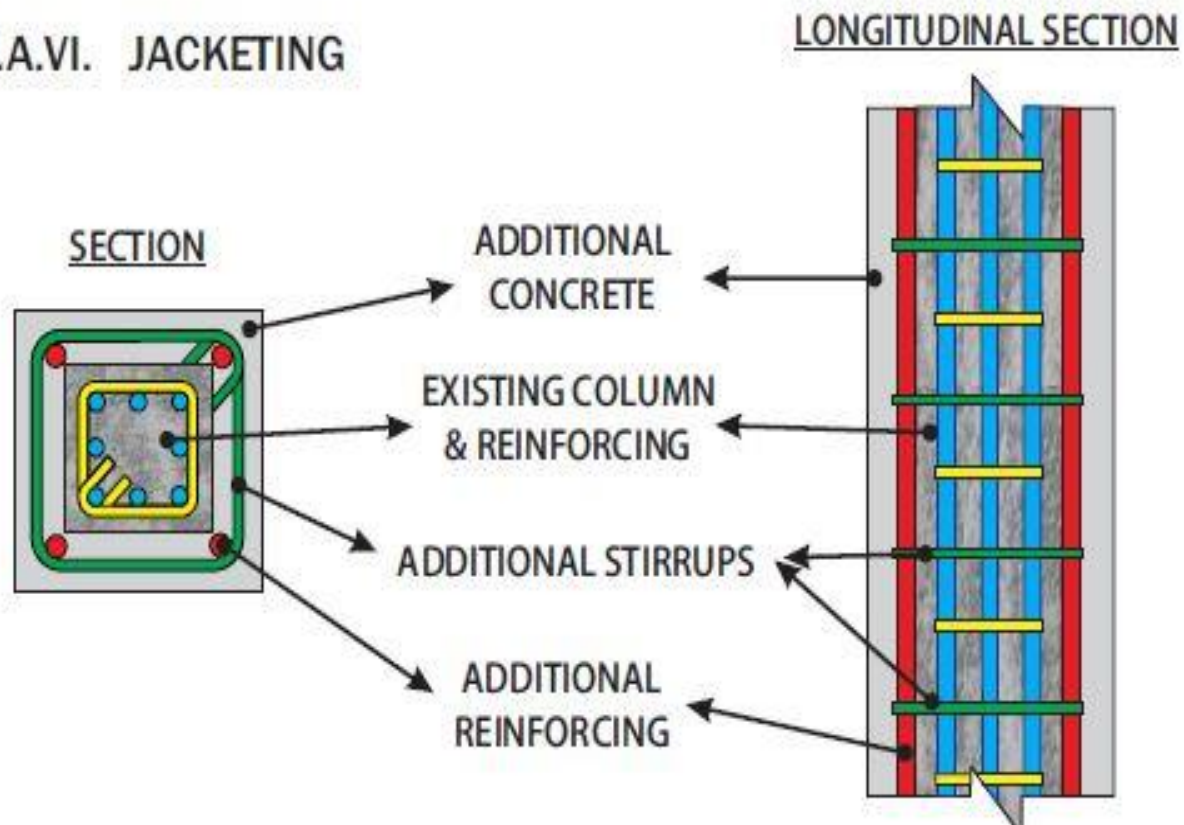 .A.VI. JACKETING
LONGITUDINAL SECTION
SECTION
ADDITIONAL
CONCRETE
EXISTING COLUMN
& REINFORCING
ADDITIONAL STIRRUPS
ADDITIONAL
REINFORCING